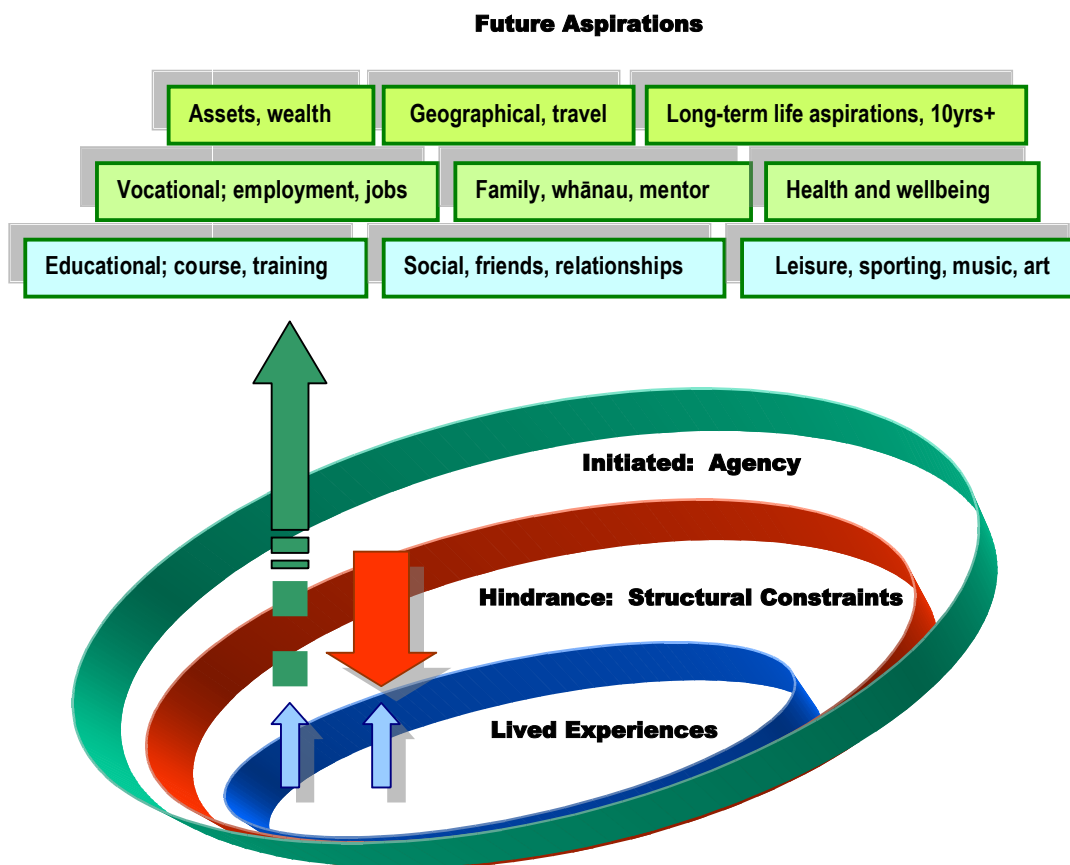 Future Aspirations
Assets, wealth
Geographical, travel
Long-term life aspirations, 10yrs+
Vocational; employment, jobs
Family, whānau, mentor
Health and wellbeing
Educational; course, training
Social, friends, relationships
Leisure, sporting, music, art
Initiated: Agency
Hindrance: Structural Constraints
Lived Experiences